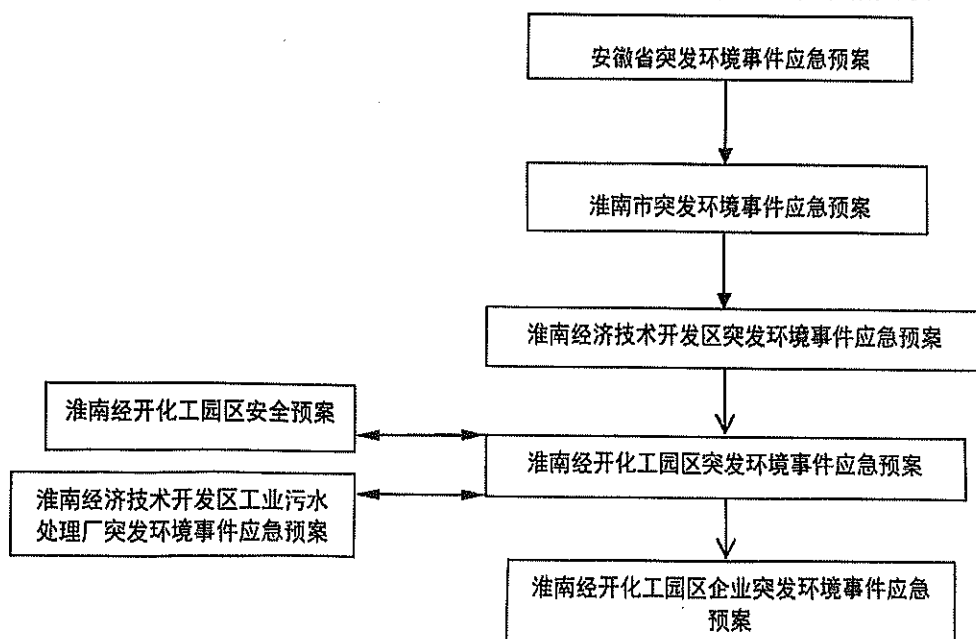 安徽省突发环境事件应急预案
淮南市突发环境事件应急预案
淮南经济技术开发区突发环境事件应急预案
淮南经开化工园区安全预案
淮南经开化工园区突发环境事件应急预案
淮南经济技术开发区工业污水
处理厂突发环境事件应急预案
淮南经开化工园区企业突发环境事件应急
预案